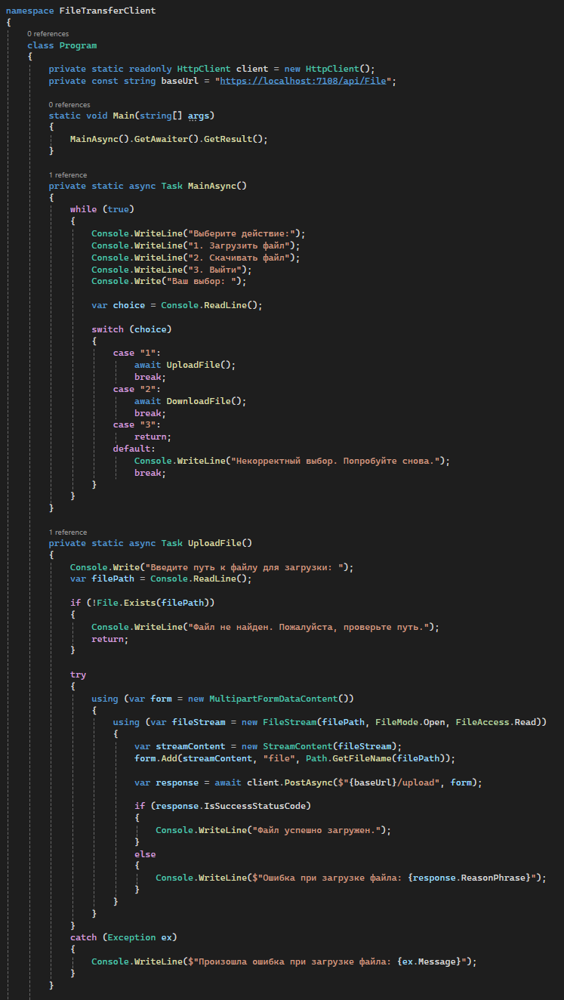 namespace FileTransferClient
{
0 references
class Program
{
private static readonly HttpClient client = new HttpClient();
private const string baseUrl = "https://localhost:7108/api/File";
0 references
static void Main(string[] args)
{
MainAsync().GetAwaiter().GetResult();
}
1 reference
private static async Task MainAsync()
{
while (true)
{
Console.WriteLine("Выберите действие:");
Console.WriteLine("1. Загрузить файл");
Console.WriteLine("2. Скачивать файл");
Console.WriteLine("3. Выйти");
Console.Write("Ваш выбор: ");
var choice = Console.ReadLine();
switch (choice)
{
case "1":
await UploadFile();
break;
case "2":
await DownloadFile();
break;
case "3":
return;
default:
Console.WriteLine("Некорректный выбор. Попробуйте снова.");
break;
}
}
}
1 reference
private static async Task UploadFile()
{
Console.Write("Введите путь к файлу для загрузки: ");
var filePath = Console.ReadLine();
if (!File.Exists(filePath))
{
Console.WriteLine("Файл не найден. Пожалуйста, проверьте путь.");
return;
}
try
{
using (var form = new MultipartFormDataContent())
{
using (var fileStream = new FileStream(filePath, FileMode.Open, FileAccess.Read))
{
var streamContent = new StreamContent(fileStream);
form.Add(streamContent, "file", Path.GetFileName(filePath));
var response = await client.PostAsync($"{baseUrl}/upload", form);
if (response.IsSuccessStatusCode)
{
Console.WriteLine("Файл успешно загружен.");
}
else
{
Console.WriteLine($"Ошибка при загрузке файла: {response.ReasonPhrase}");
}
}
}
}
catch (Exception ex)
{
Console.WriteLine($"Произошла ошибка при загрузке файла: {ex.Message}");
}
}